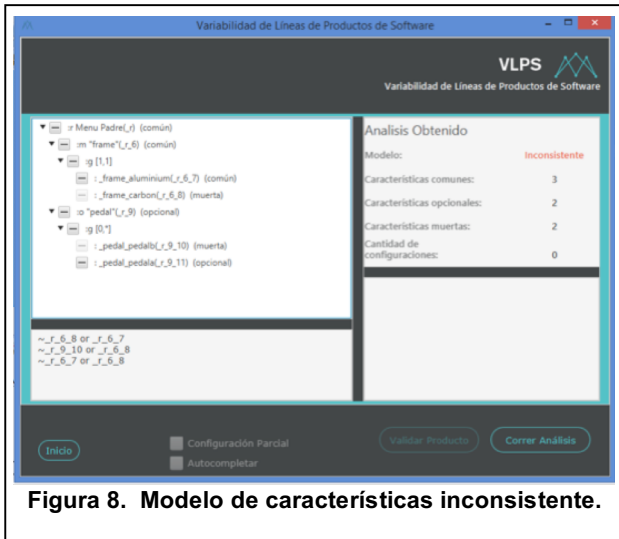 Variabilidad de Líneas de Productos de Software
VLPS
Variabilidad de Líneas de Productos de Software
:r Menu Padre(_r) (común)
:m "frame"(_r_6) (común)
:g [1,1]
: _frame_aluminium(_r_6_7) (común)
: _frame_carbon(_r_6_8) (muerta)
:o "pedal"(_r_9) (opcional)
:g [0,*]
: _pedal_pedalb(_r_9_10) (muerta)
: _pedal_pedala(_r_9_11) (opcional)
~_r_6_8 or _r_6_7
~_r_9_10 or _r_6_8
~_r_6_7 or _r_6_8
Analisis Obtenido
Modelo: Inconsistente
Características comunes: 3
Características opcionales: 2
Características muertas: 2
Cantidad de
configuraciones: 0
Inicio
Configuración Parcial
Autocompletar
Validar Producto
Correr Análisis
Figura 8. Modelo de características inconsistente.